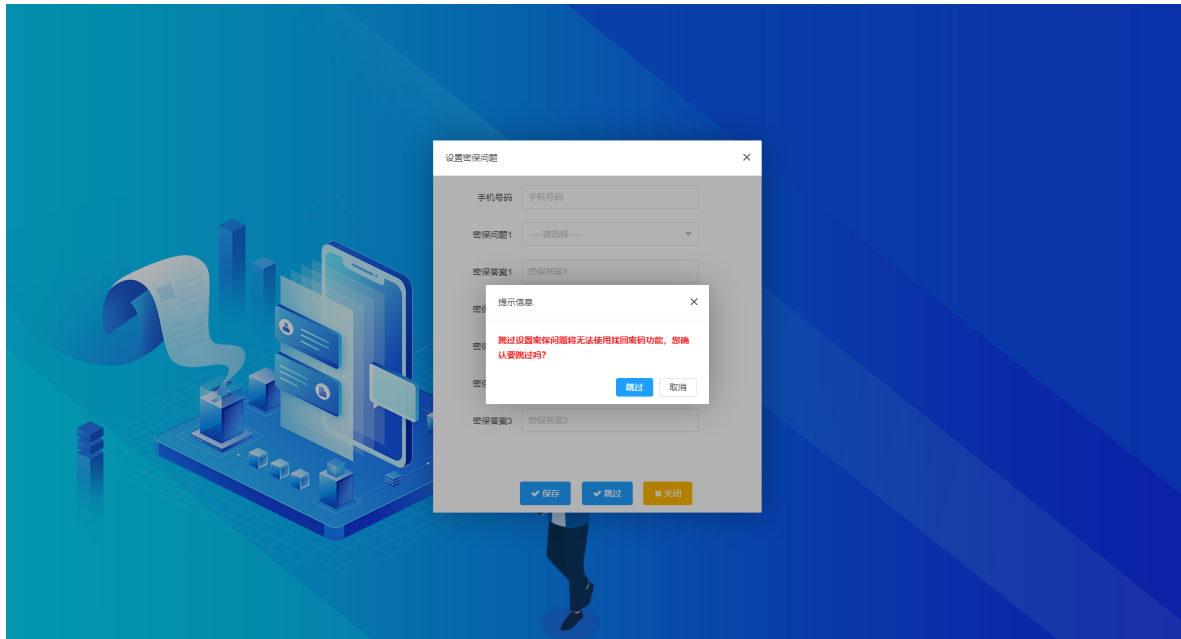 设置密保问题
手机号码 手机号码
密保问题1 ----请选择----
密保答案1 密保答案1
提示信息
跳过设置密保问题将无法使用找回密码功能，您确
认要跳过吗?
跳过 取消
密保答案3 密保答案3
保存 跳过 关闭